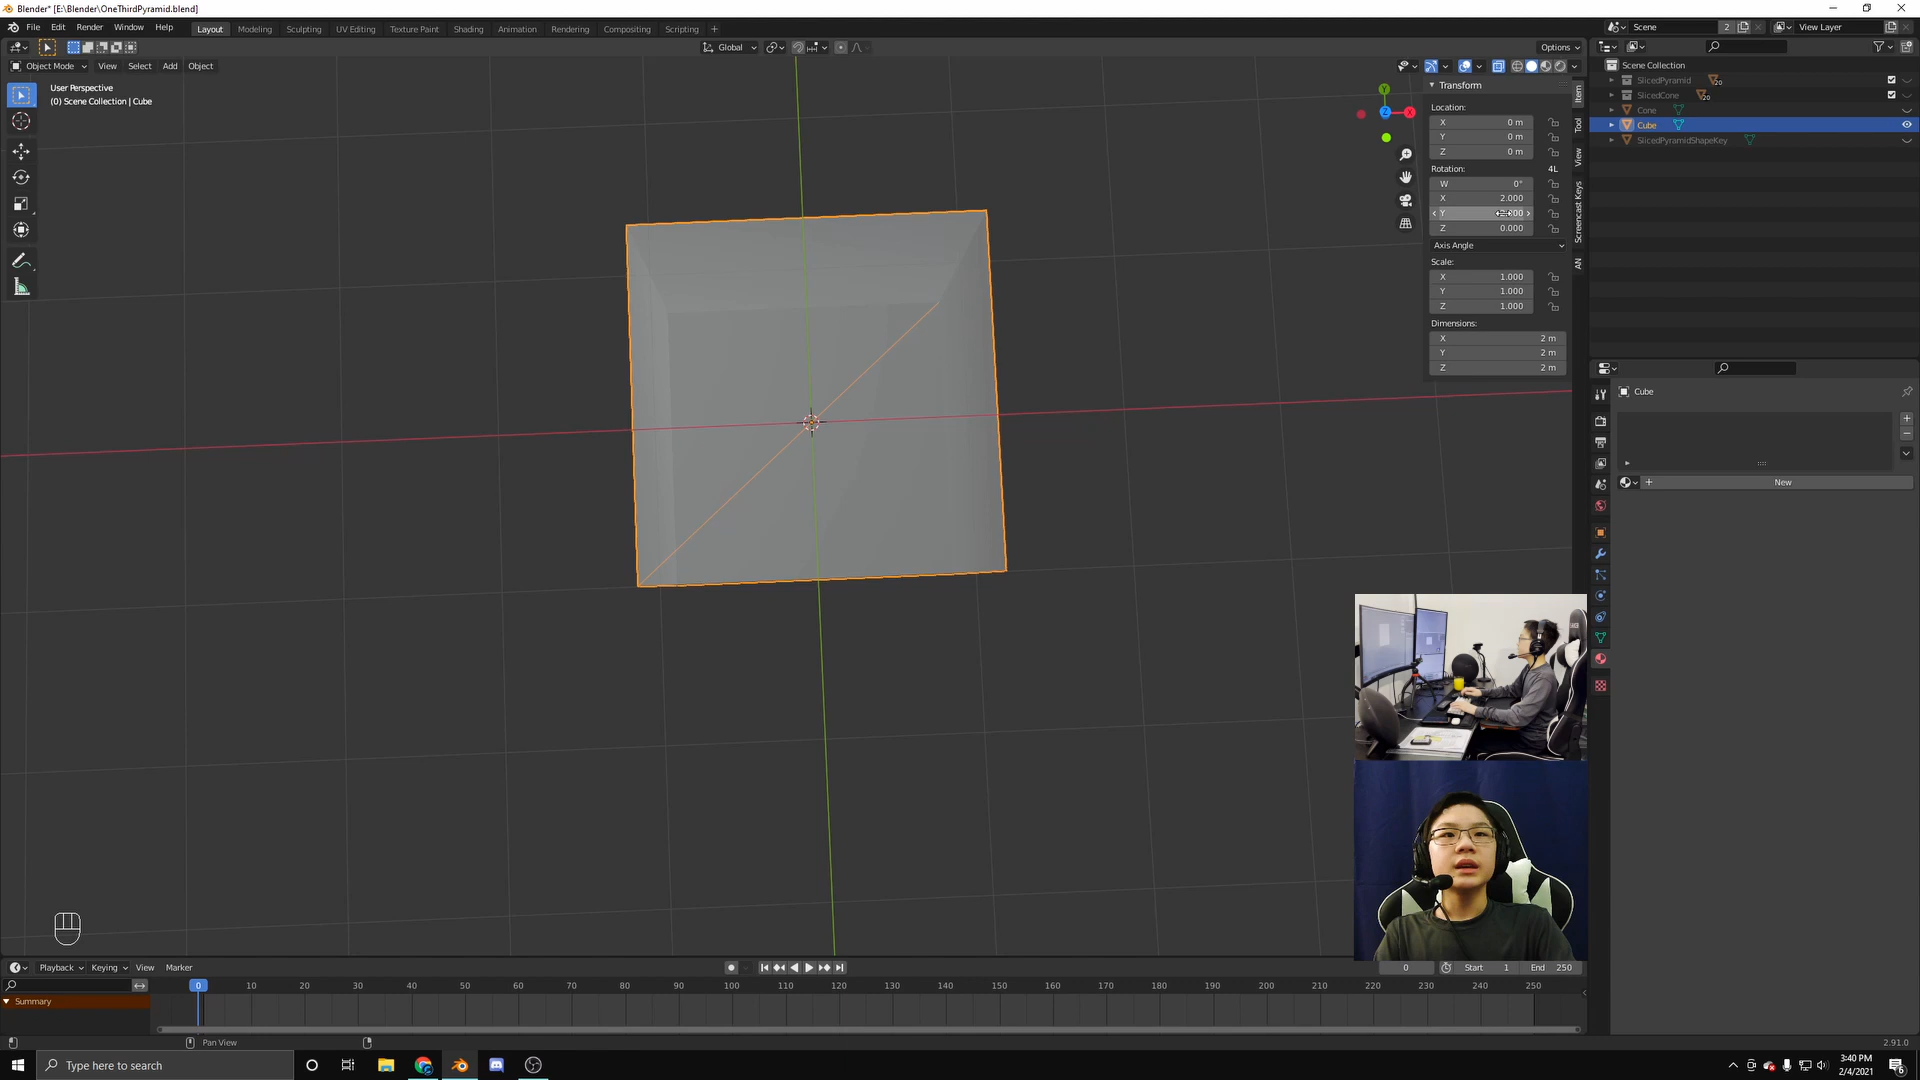 Blender* [E:\Blender\OneThirdPyramid.blend]
File Edit Render Window Help
Layout Modeling Sculpting UV Editing Texture Paint Shading Animation Rendering Compositing Scripting +
Scene 2 View Layer
Global Options
Object Mode View Select Add Object
User Perspective
(0) Scene Collection | Cube
Y
Z
X
Transform
Location:
X 0 m
Y 0 m
Z 0 m
Rotation: 4L
W 0°
X 2.000
Y
Z 0.000
Axis Angle
Scale:
X 1.000
Y 1.000
Z 1.000
Dimensions:
X 2 m
Y 2 m
Z 2 m
Item
Tool
View
Screencast Keys
AN
Scene Collection
SlicedPyramid 20
SlicedCone 20
Cone
Cube
SlicedPyramidShapeKey
Cube
New
Playback Keying View Marker
0 Start 1 End 250
0 10 20 30 40 50 60 70 80 90 100 110 120 130 140 150 160 170 180 190 200 210 220 230 240 250
Summary
Pan View
2.91.0
Type here to search
3:40 PM
2/4/2021
6